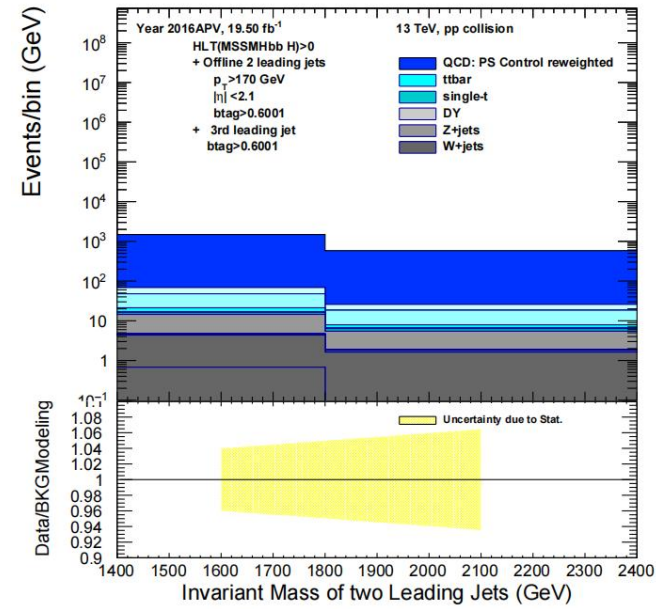 Year 2016APV, 19.50 fb⁻¹
13 TeV, pp collision
HLT(MSSMHbb H)>0
+ Offline 2 leading jets
p_T>170 GeV
|η|<2.1
btag>0.6001
+ 3rd leading jet
btag>0.6001
QCD: PS Control reweighted
ttbar
single-t
DY
Z+jets
W+jets
Events/bin (GeV)
10⁸
10⁷
10⁶
10⁵
10⁴
10³
10²
10
1
10⁻¹
Uncertainty due to Stat.
Data/BKGModeling
1.08
1.06
1.04
1.02
1
0.98
0.96
0.94
0.92
0.9
1400 1500 1600 1700 1800 1900 2000 2100 2200 2300 2400
Invariant Mass of two Leading Jets (GeV)